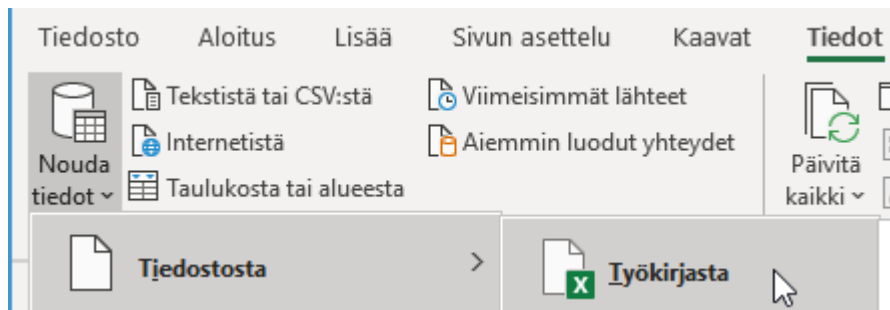 Tiedosto Aloitus Lisää Sivun asettelu Kaavat Tiedot
Tekstistä tai CSV:stä Viimeisimmät lähteet
Internetistä Aiemmin luodut yhteydet
Taulukosta tai alueesta
Nouda
tiedot
Päivitä
kaikki
Tiedostosta
Työkirjasta